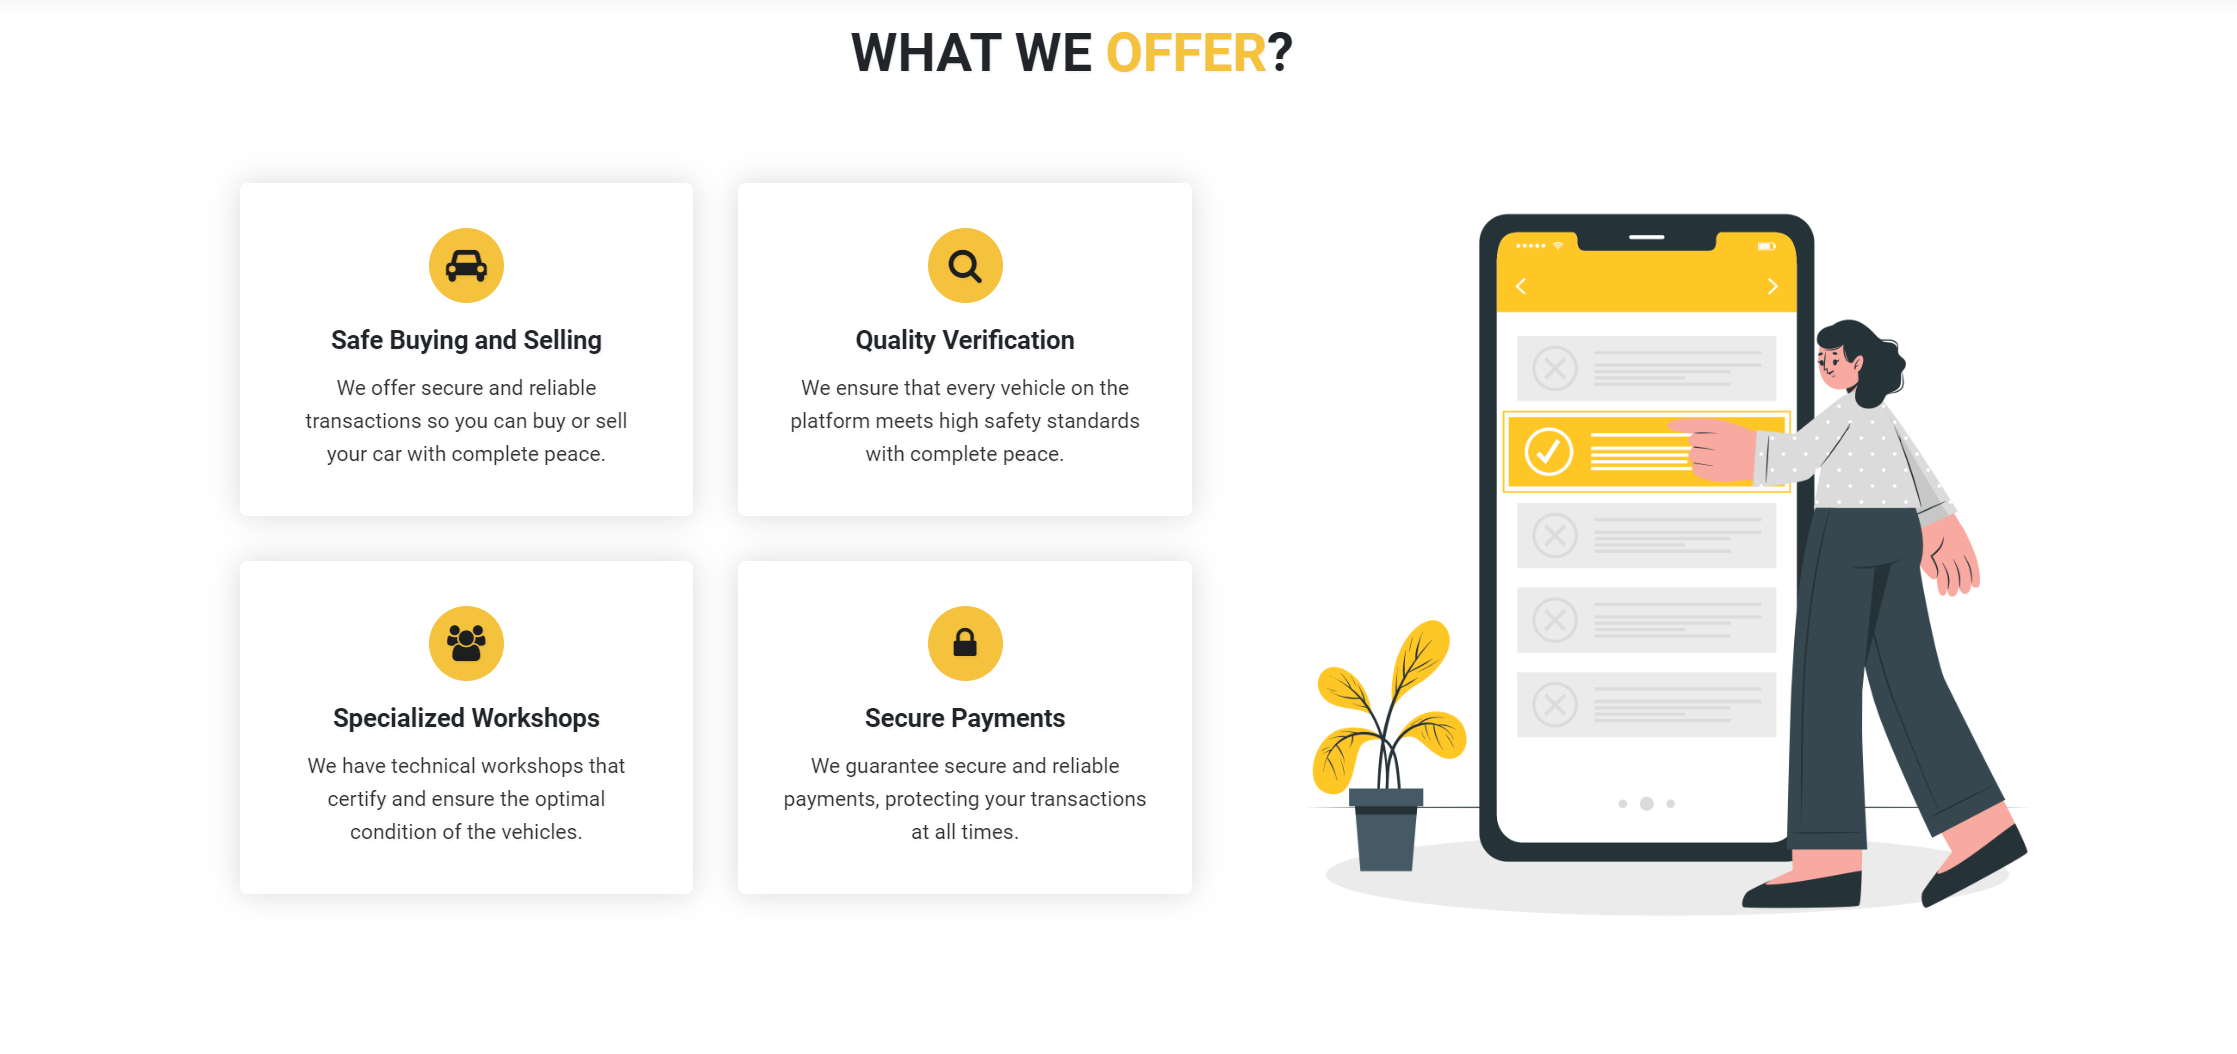 WHAT WE OFFER?
Safe Buying and Selling
We offer secure and reliable
transactions so you can buy or sell
your car with complete peace.
Quality Verification
We ensure that every vehicle on the
platform meets high safety standards
with complete peace.
Specialized Workshops
We have technical workshops that
certify and ensure the optimal
condition of the vehicles.
Secure Payments
We guarantee secure and reliable
payments, protecting your transactions
at all times.